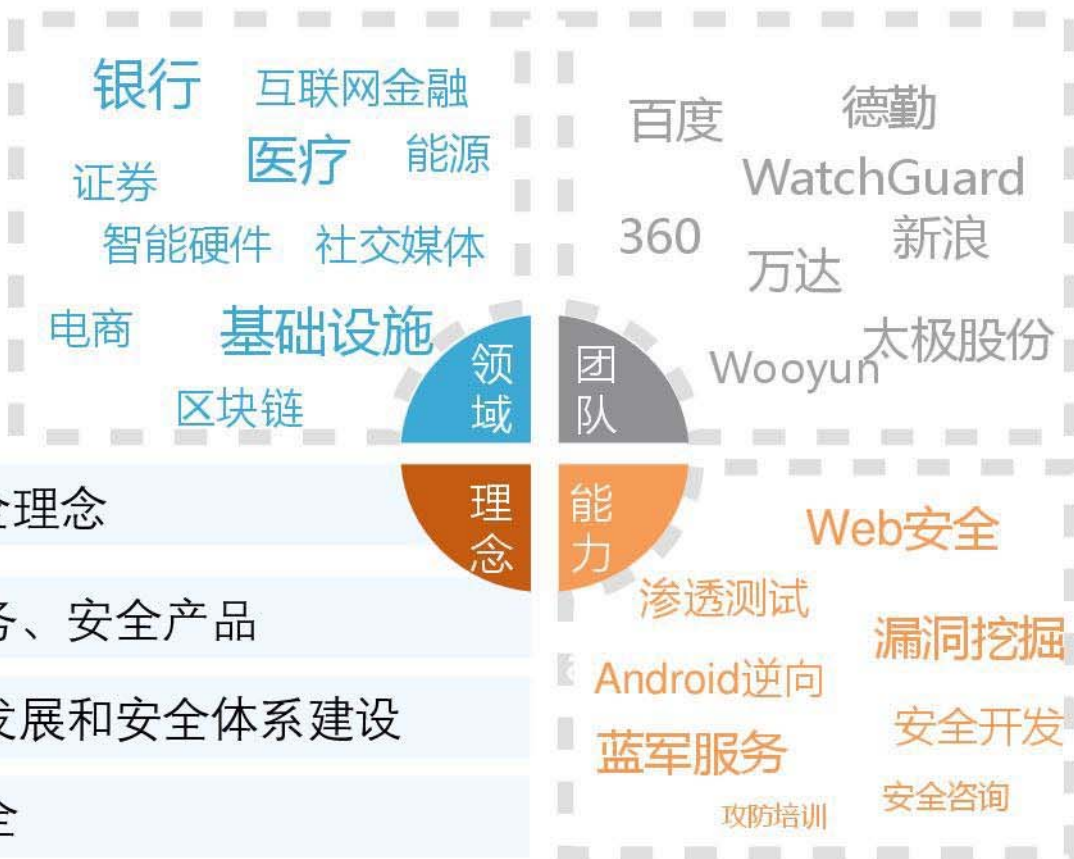 银行 互联网金融
医疗 能源
证券
智能硬件 社交媒体
电商 基础设施
区块链
百度 德勤
WatchGuard
360 新浪
万达
太极股份
Wooyun
领域
团队
理念
能力
理念
、安全产品
展和安全体系建设
Web安全
渗透测试
漏洞挖掘
Android逆向
安全开发
蓝军服务
安全咨询
攻防培训